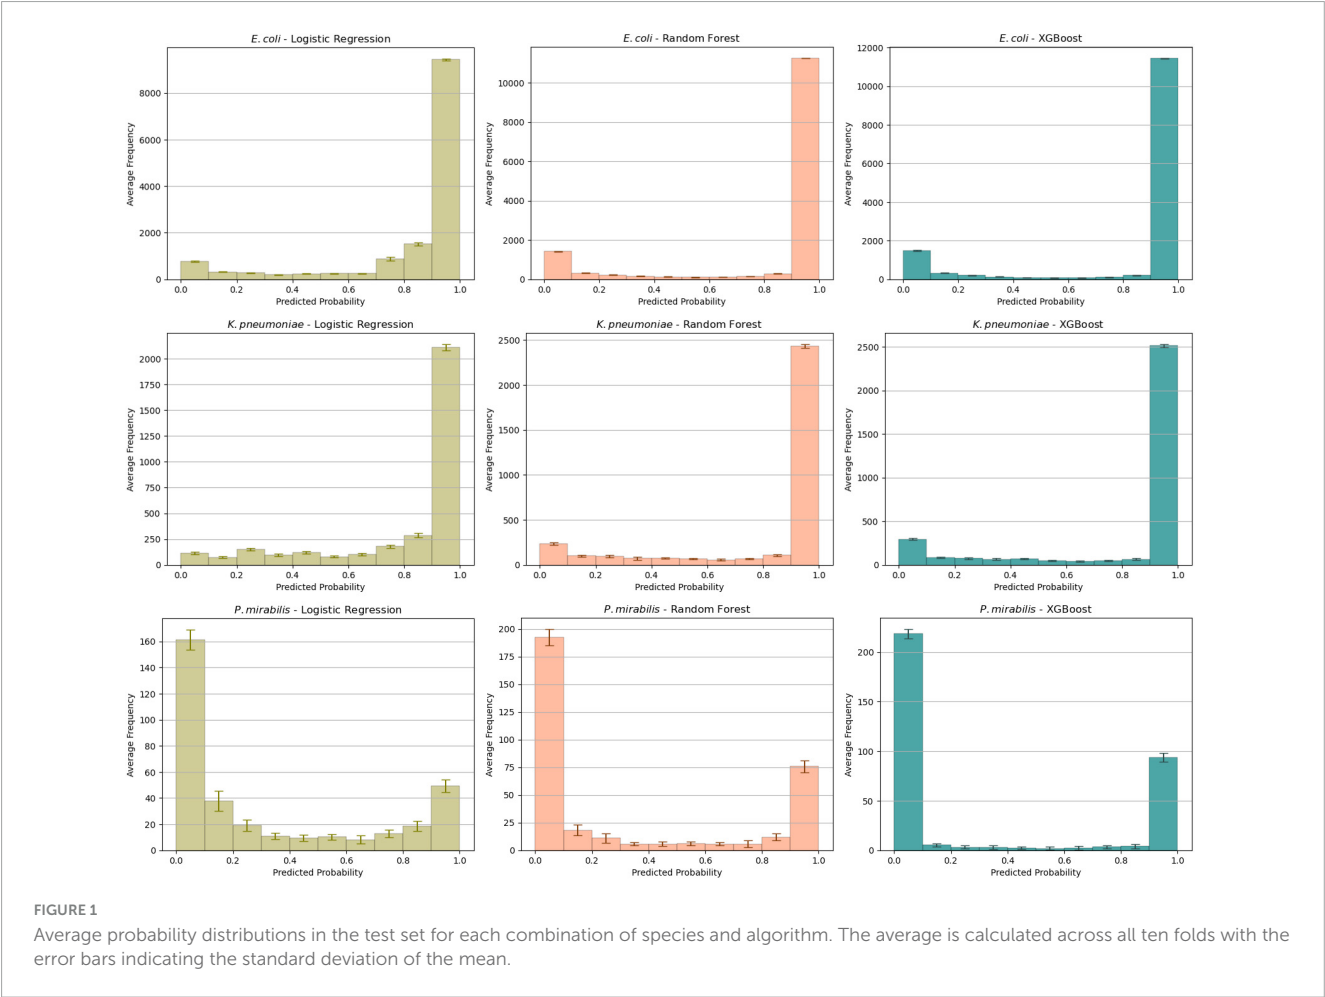 E. coli - Logistic Regression
Average Frequency
8000
6000
4000
2000
0
0.0 0.2 0.4 0.6 0.8 1.0
Predicted Probability
E. coli - Random Forest
Average Frequency
10000
8000
6000
4000
2000
0
0.0 0.2 0.4 0.6 0.8 1.0
Predicted Probability
E. coli - XGBoost
Average Frequency
12000
10000
8000
6000
4000
2000
0
0.0 0.2 0.4 0.6 0.8 1.0
Predicted Probability
K. pneumoniae - Logistic Regression
Average Frequency
2000
1750
1500
1250
1000
750
500
250
0
0.0 0.2 0.4 0.6 0.8 1.0
Predicted Probability
K. pneumoniae - Random Forest
Average Frequency
2500
2000
1500
1000
500
0
0.0 0.2 0.4 0.6 0.8 1.0
Predicted Probability
K. pneumoniae - XGBoost
Average Frequency
2500
2000
1500
1000
500
0
0.0 0.2 0.4 0.6 0.8 1.0
Predicted Probability
P. mirabilis - Logistic Regression
Average Frequency
160
140
120
100
80
60
40
20
0
0.0 0.2 0.4 0.6 0.8 1.0
Predicted Probability
P. mirabilis - Random Forest
Average Frequency
200
175
150
125
100
75
50
25
0
0.0 0.2 0.4 0.6 0.8 1.0
Predicted Probability
P. mirabilis - XGBoost
Average Frequency
200
150
100
50
0
0.0 0.2 0.4 0.6 0.8 1.0
Predicted Probability
FIGURE 1
Average probability distributions in the test set for each combination of species and algorithm. The average is calculated across all ten folds with the
error bars indicating the standard deviation of the mean.